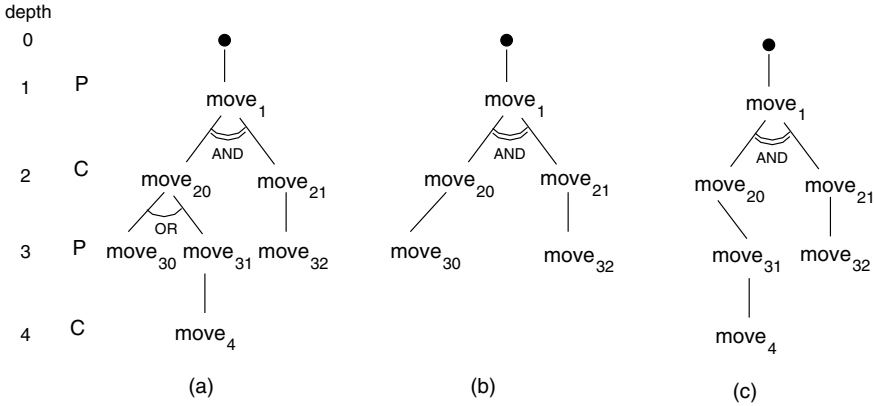 depth
0
1 P move1 move1 move1
AND AND AND
2 C move20 move21 move20 move21 move20 move21
OR
3 P move30 move31 move32 move30 move32 move31 move32
4 C move4 move4
(a) (b) (c)